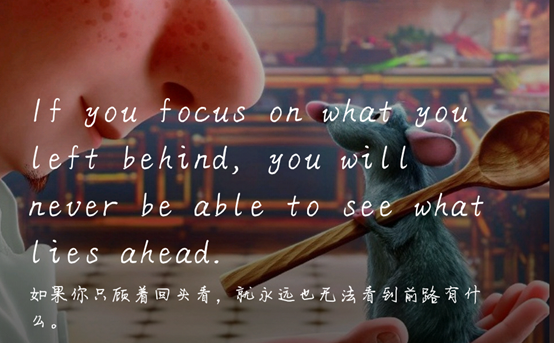 If you focus on what you
left behind, you will
never be able to see what
lies ahead.
如果你只顾着回头看，就永远也无法看到前路有什
么。